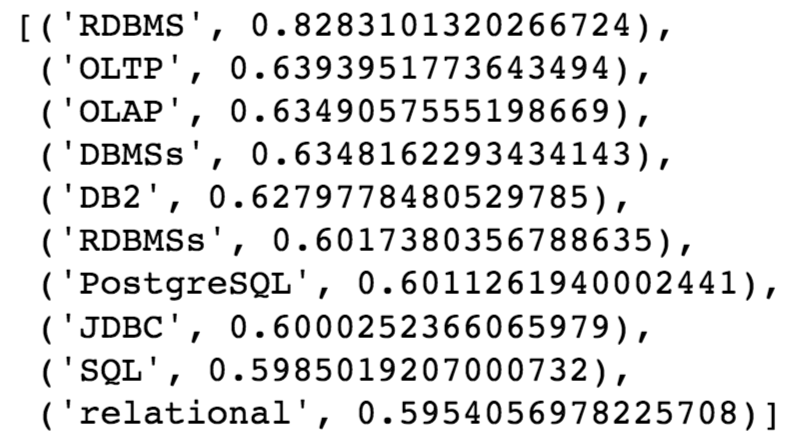 [('RDBMS', 0.8283101320266724),
('OLTP', 0.6393951773643494),
('OLAP', 0.6349057555198669),
('DBMSs', 0.6348162293434143),
('DB2', 0.6279778480529785),
('RDBMSs', 0.6017380356788635),
('PostgreSQL', 0.6011261940002441),
('JDBC', 0.6000252366065979),
('SQL', 0.5985019207000732),
('relational', 0.5954056978225708)]